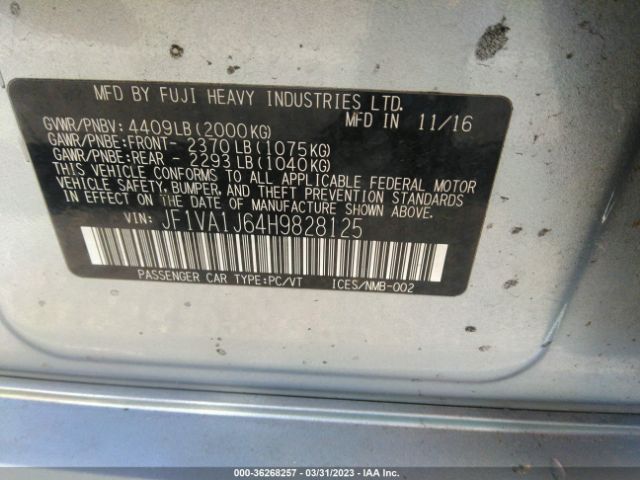 MFD BY FUJI HEAVY INDUSTRIES LTD.
GVWR/PNBV: 4409LB(2000KG) MFD IN 11/16
GAWR/PNBE:FRONT- 2370LB(1075KG)
GAWR/PNBE:REAR - 2293LB(1040KG)
THIS VEHICLE CONFORMS TO ALL APPLICABLE FEDERAL MOTOR
VEHICLE SAFETY, BUMPER, AND THEFT PREVENTION STANDARDS
IN EFFECT ON THE DATE OF MANUFACTURE SHOWN ABOVE.
VIN: JF1VA1J64H9828125
PASSENGER CAR TYPE:PC/VT ICES/NMB-002
000-36268257 - 03/31/2023 - IAA Inc.